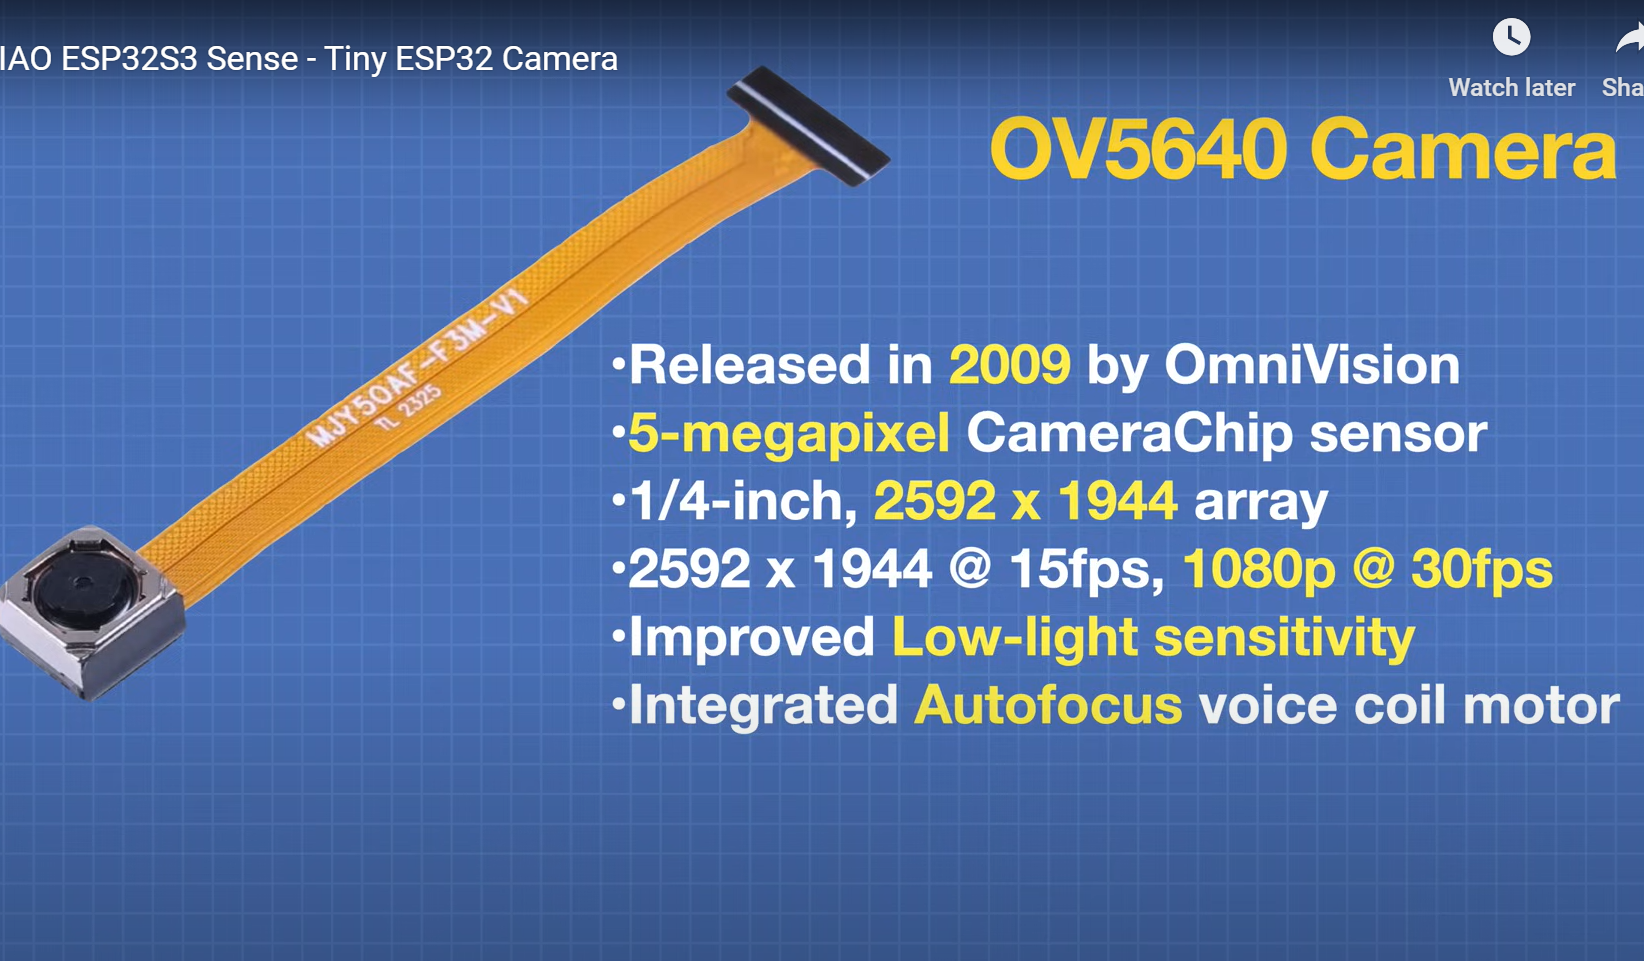 IAO ESP32S3 Sense - Tiny ESP32 Camera
Watch later
Sha
OV5640 Camera
MJY50AF-F3M-V1
TL 2325
•Released in 2009 by OmniVision
•5-megapixel CameraChip sensor
•1/4-inch, 2592 x 1944 array
•2592 x 1944 @ 15fps, 1080p @ 30fps
•Improved Low-light sensitivity
•Integrated Autofocus voice coil motor